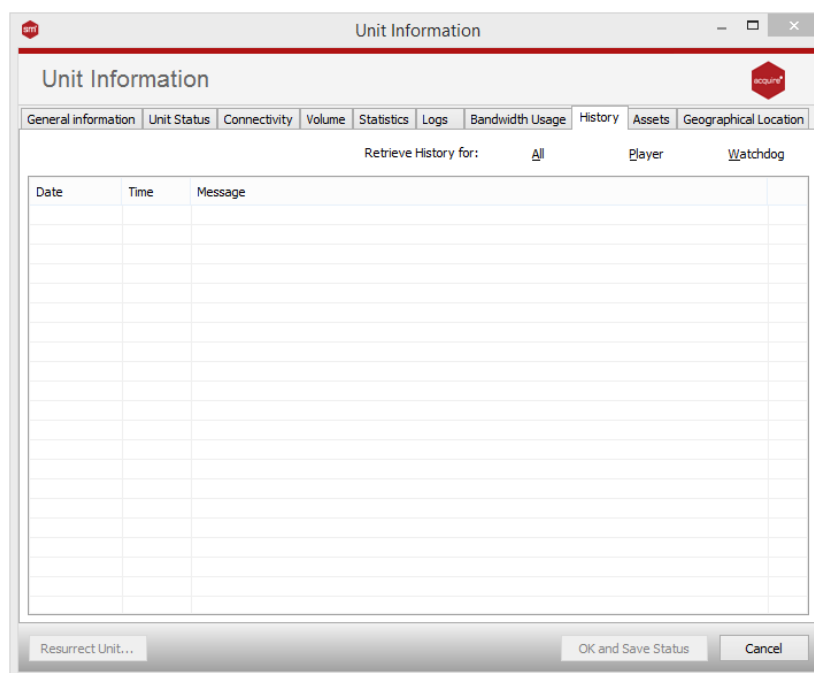 sm
Unit Information
Unit Information
acquire
General information Unit Status Connectivity Volume Statistics Logs Bandwidth Usage History Assets Geographical Location
Retrieve History for: All Player Watchdog
Date Time Message
Resurrect Unit... OK and Save Status Cancel